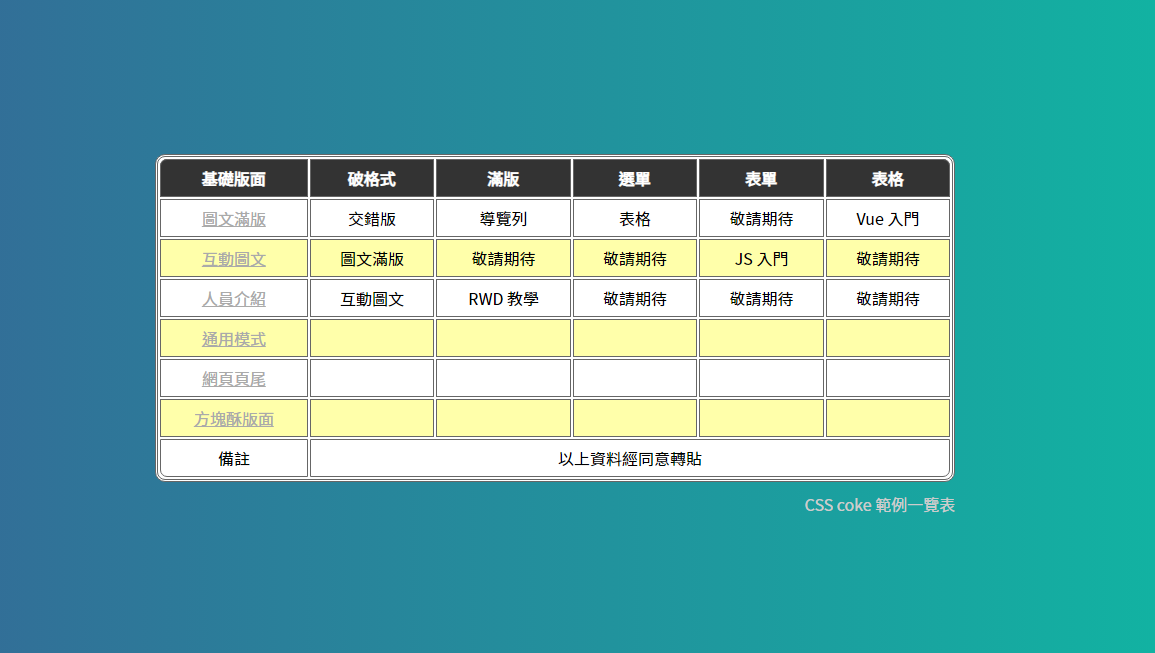 基礎版面 破格式 滿版 選單 表單 表格
圖文滿版 交錯版 導覽列 表格 敬請期待 Vue 入門
互動圖文 圖文滿版 敬請期待 敬請期待 JS 入門 敬請期待
人員介紹 互動圖文 RWD 教學 敬請期待 敬請期待 敬請期待
通用模式
網頁頁尾
方塊酥版面
備註 以上資料經同意轉貼
CSS coke 範例一覽表